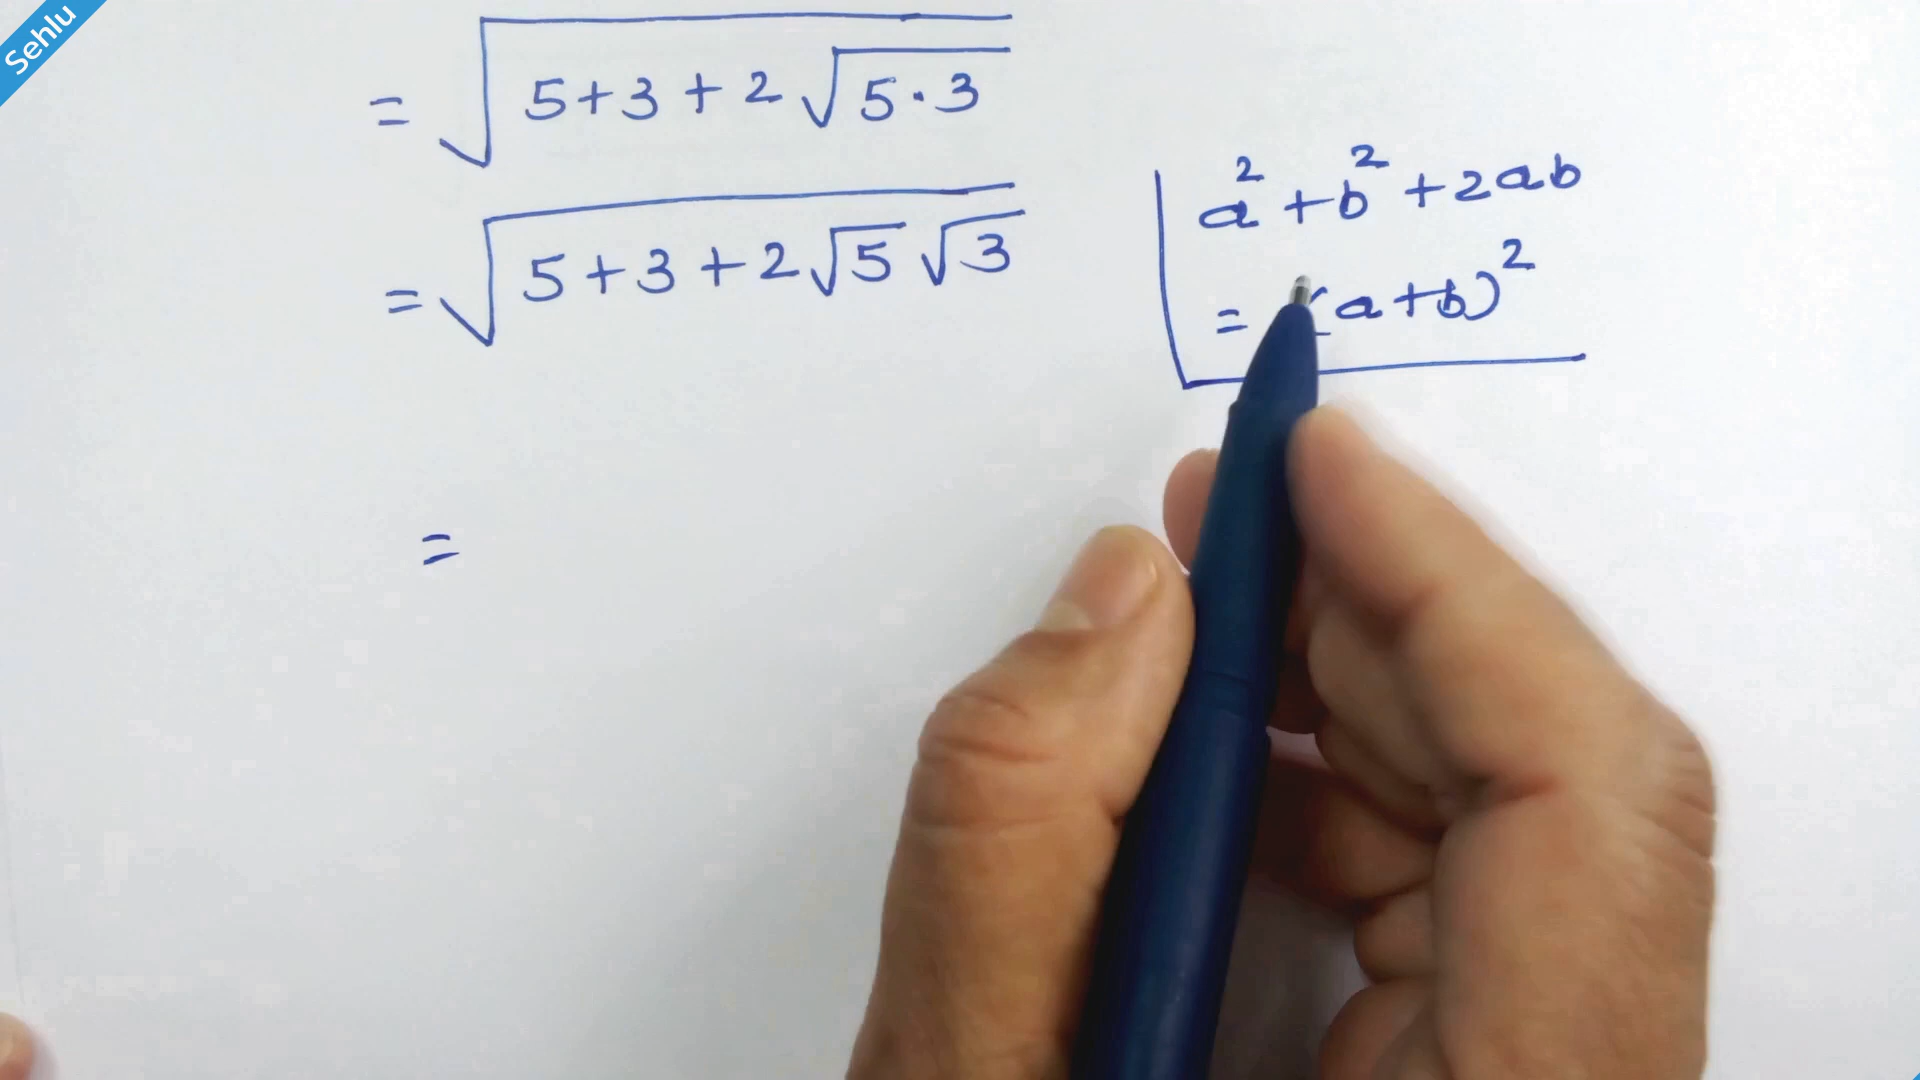 Sehlu
= √(5+3+2√(5·3))
= √(5+3+2√5 √3)
a² + b² + 2ab
= (a+b)²
=